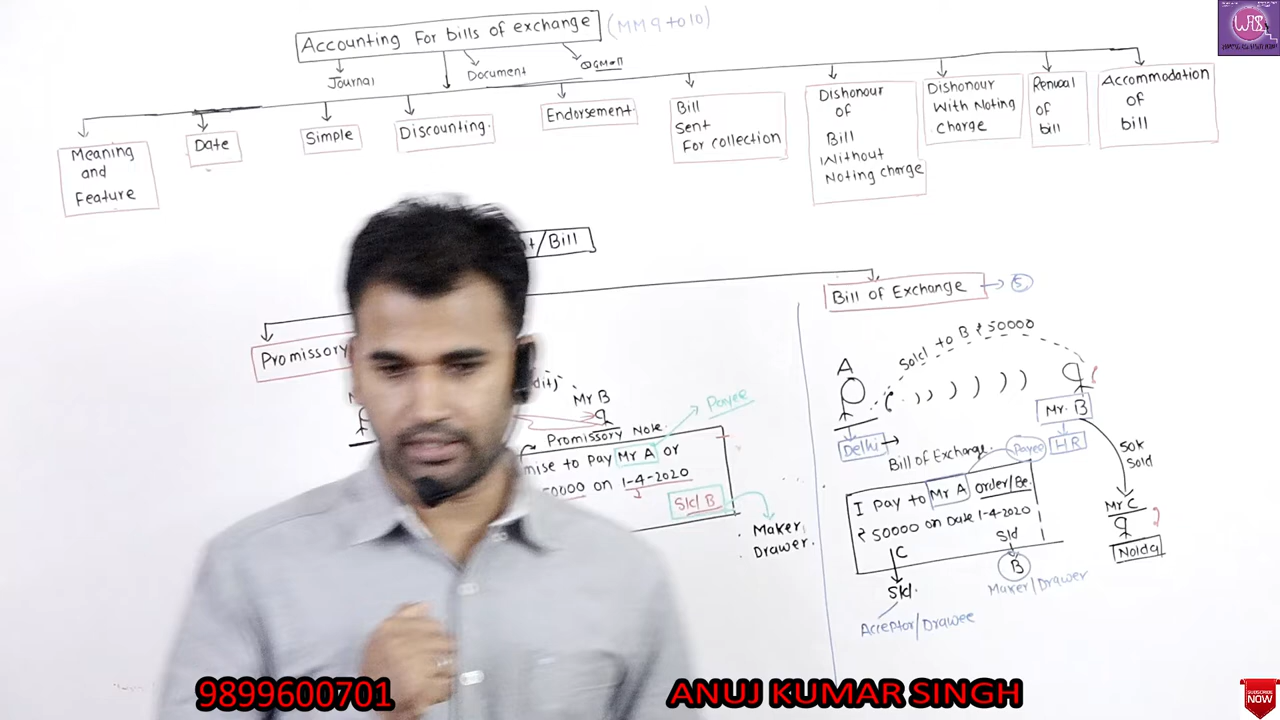 Accounting For bills of exchange (MM 9 to 10)
Journal
Document
Meaning
and
Feature
Date
Simple
Discounting.
Endorsement
Bill
Sent
For collection
Dishonour
of
Bill
Without
Noting charge
Dishonour
With Noting
charge
Renual
of
bill
Accommodation
of
bill
/Bill
Promissory
Mr B
Promissory Note.
Payee
mise to pay Mr A or
50000 on 1-4-2020
Sd/ B
Maker,
Drawer.
Bill of Exchange → 5
Sold to B ₹ 50000
A
Mr. B
Delhi →
HR
Bill of Exchange.
Payee
I Pay to Mr A order/Be.
₹ 50000 on Date 1-4-2020
C
Sd.
Acceptor/Drawee
Sd
B
Maker/Drawer
50K
Sold
Mr C
Noida
9899600701
ANUJ KUMAR SINGH
SUBSCRIBE
NOW